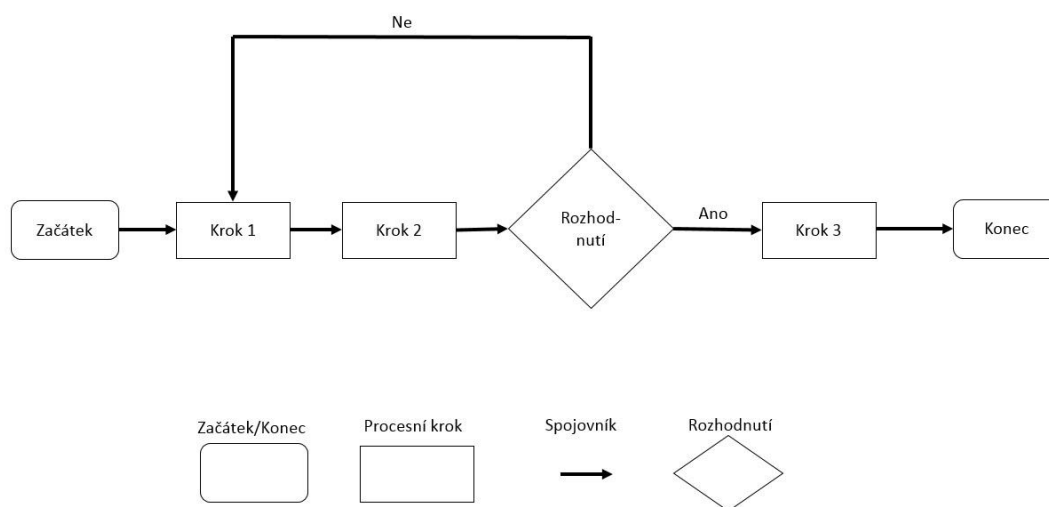 Ne
Začátek
Krok 1
Krok 2
Rozhod-
nutí
Ano
Krok 3
Konec
Začátek/Konec
Procesní krok
Spojovník
Rozhodnutí